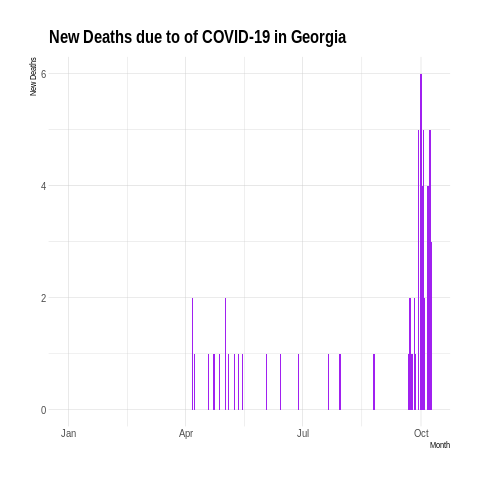 New Deaths due to of COVID-19 in Georgia
New Deaths
6
4
2
0
Jan Apr Jul Oct
Month